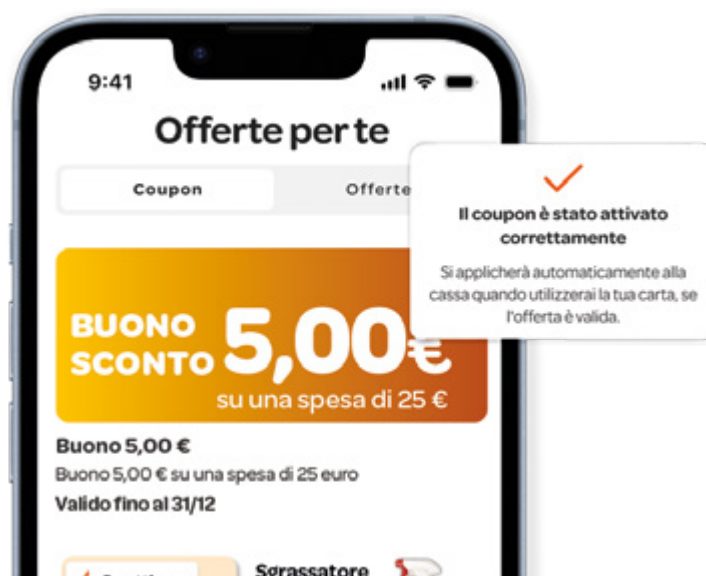 9:41
Offerte per te
Coupon
Offerte
Il coupon è stato attivato
correttamente
Si applicherà automaticamente alla
cassa quando utilizzerai la tua carta, se
l'offerta è valida.
BUONO
SCONTO 5,00€
su una spesa di 25 €
Buono 5,00 €
Buono 5,00 € su una spesa di 25 euro
Valido fino al 31/12
Sgrassatore